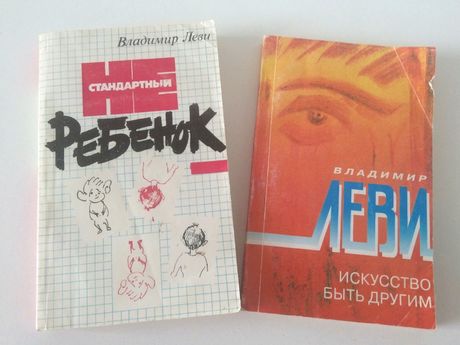 Владимир Леви
НЕ
СТАНДАРТНЫЙ
РЕБЕНОК
ВЛАДИМИР
ЛЕВИ
ИСКУССТВО
БЫТЬ ДРУГИМ